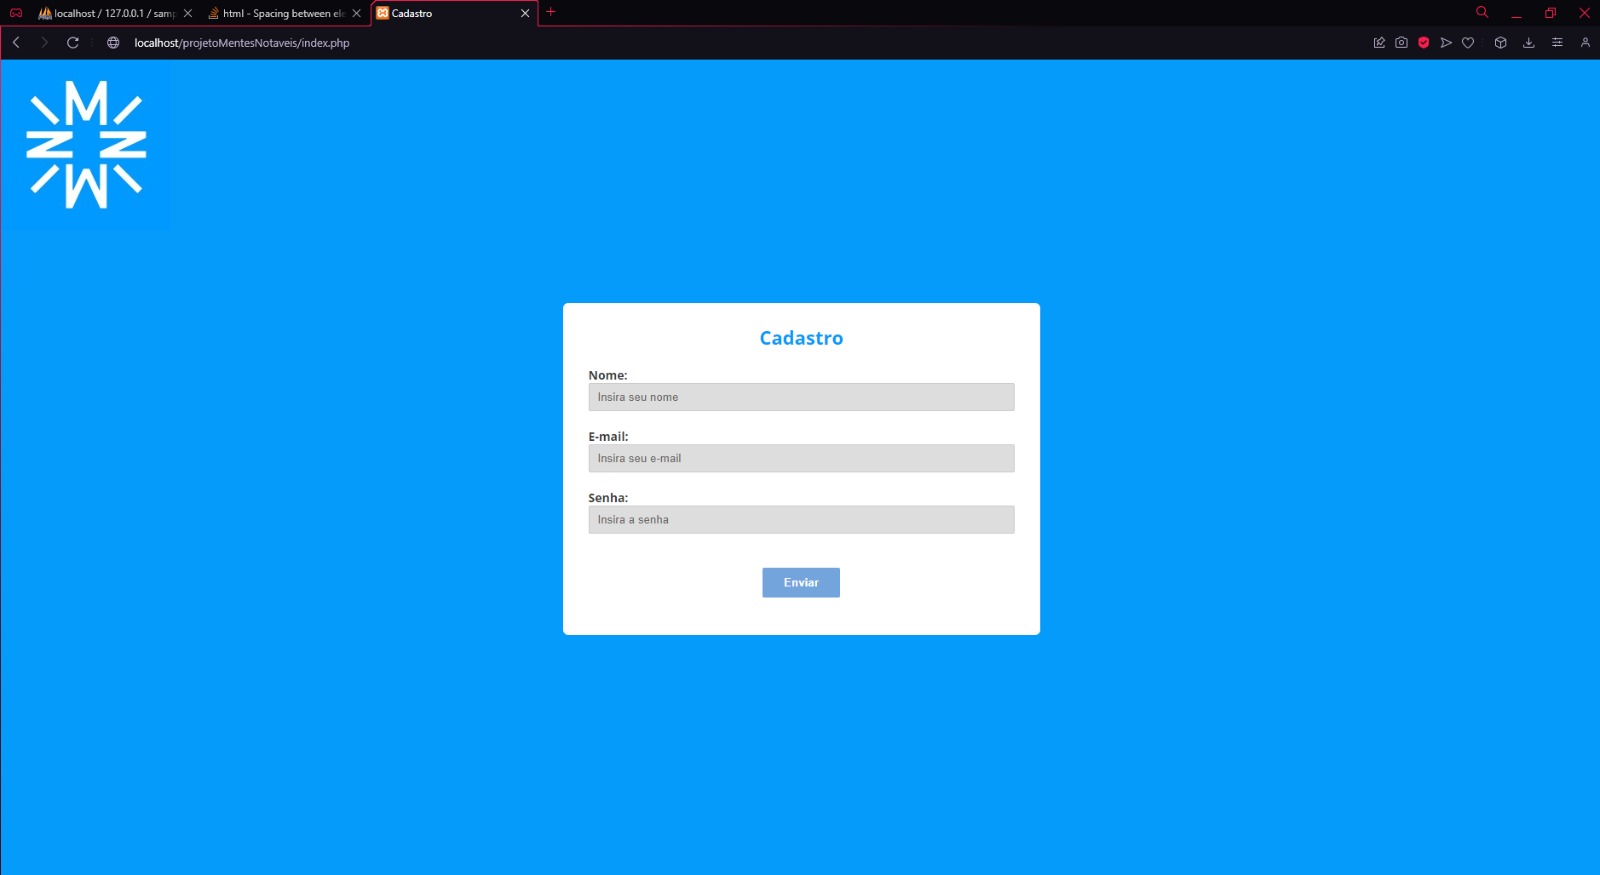 localhost / 127.0.0.1 / samp
html - Spacing between ele
Cadastro
localhost/projetoMentesNotaveis/index.php
M
N N
M
Cadastro
Nome:
Insira seu nome
E-mail:
Insira seu e-mail
Senha:
Insira a senha
Enviar